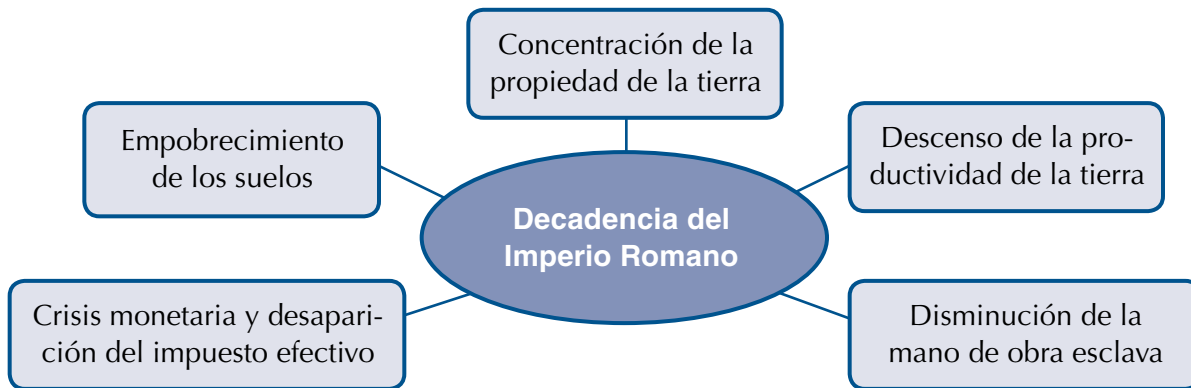 Concentración de la
propiedad de la tierra
Empobrecimiento
de los suelos
Descenso de la pro-
ductividad de la tierra
Decadencia del
Imperio Romano
Crisis monetaria y desapari-
ción del impuesto efectivo
Disminución de la
mano de obra esclava